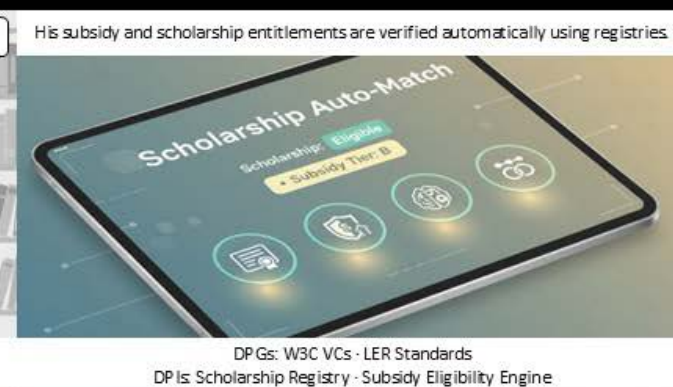 His subsidy and scholarship entitlements are verified automatically using registries.
Scholarship Auto-Match
Scholarship: Eligible
• Subsidy Tier: B
DPGs: W3C VCs · LER Standards
DPIs: Scholarship Registry · Subsidy Eligibility Engine